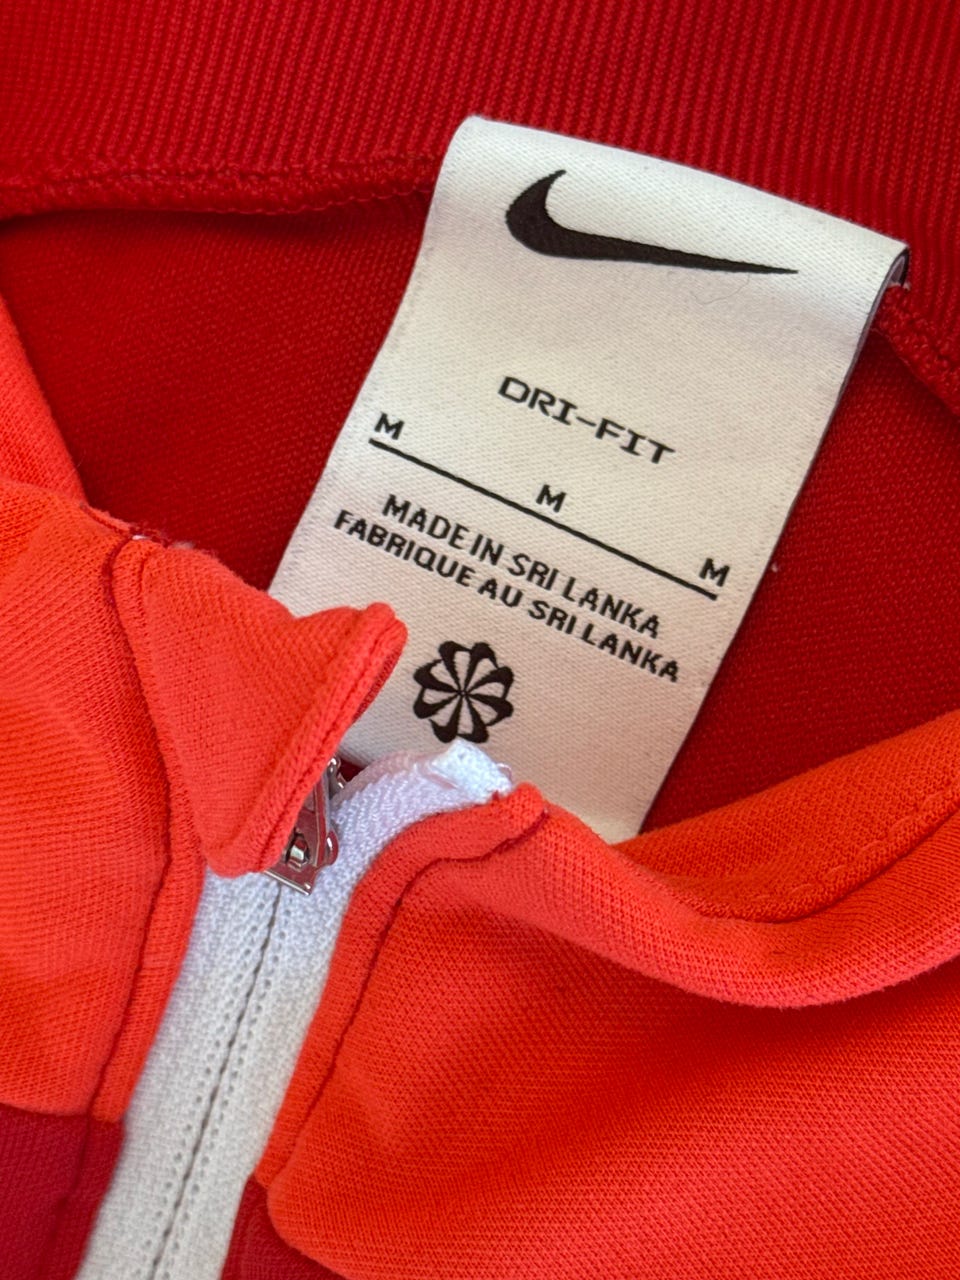 DRI-FIT
M M M
MADE IN SRI LANKA
FABRIQUE AU SRI LANKA